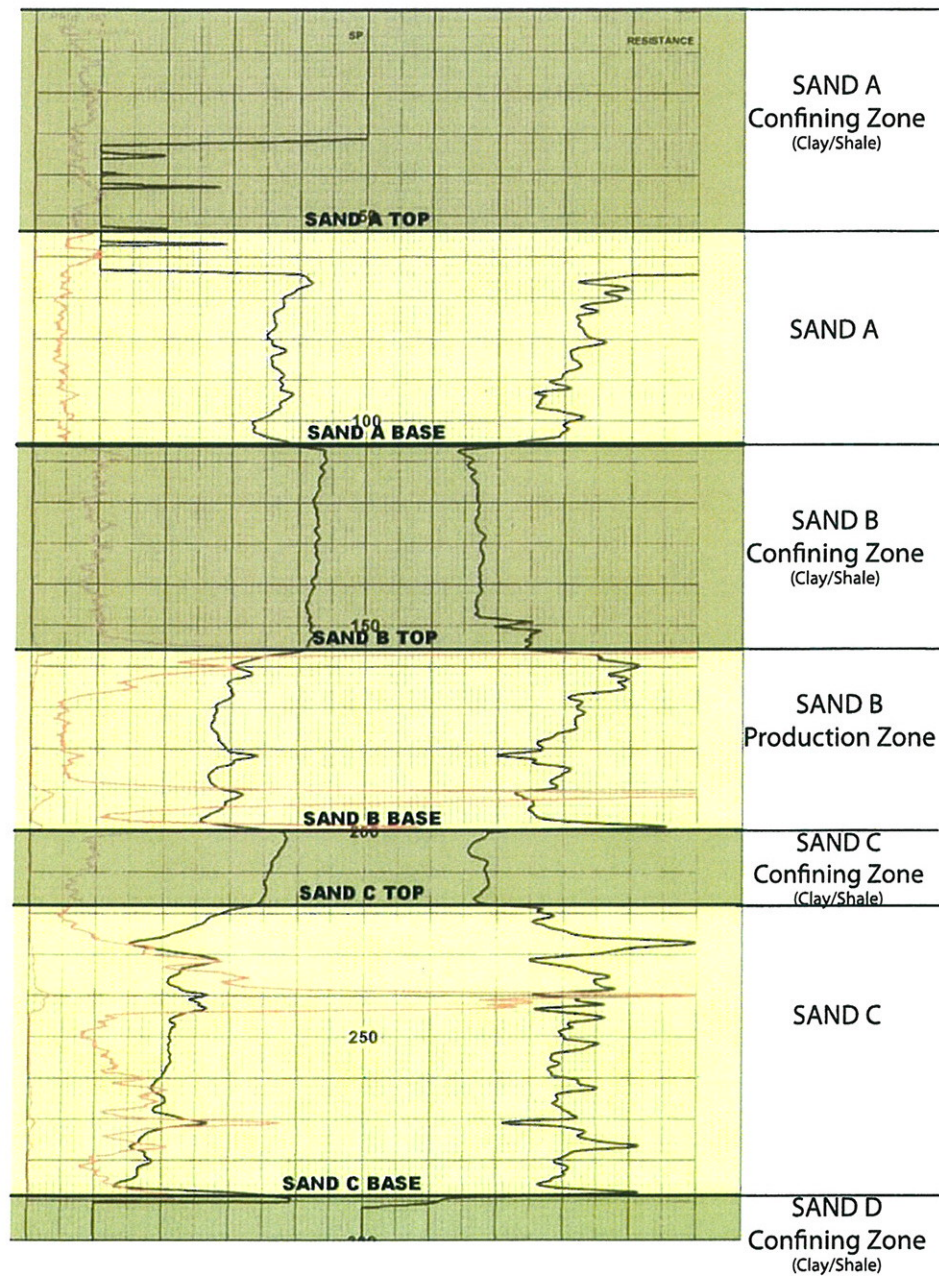 SP
RESISTANCE
SAND A
Confining Zone
(Clay/Shale)
50
SAND A TOP
SAND A
100
SAND A BASE
SAND B
Confining Zone
(Clay/Shale)
150
SAND B TOP
SAND B
Production Zone
SAND B BASE
200
SAND C
Confining Zone
(Clay/Shale)
SAND C TOP
SAND C
250
SAND C BASE
SAND D
Confining Zone
(Clay/Shale)